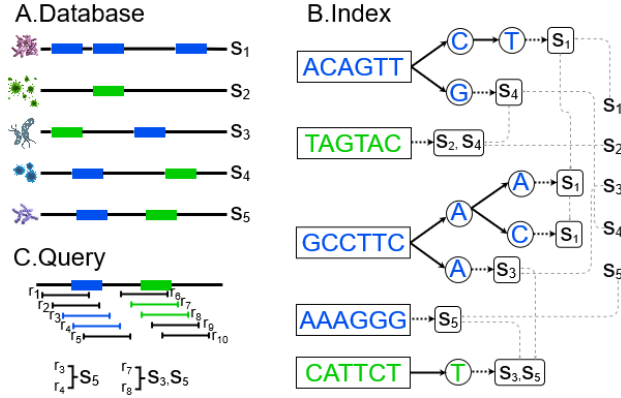 A.Database
S1
S2
S3
S4
S5
B.Index
ACAGTT
C
T
S1
G
S4
TAGTAC
S2, S4
GCCTTC
A
A
S1
C
S1
A
S3
AAAGGG
S5
CATTCT
T
S3,S5
S1
S2
S3
S4
S5
C.Query
r1
r2
r3
r4
r5
r6
r7
r8
r9
r10
r3
r4
S5
r7
r8
S3,S5